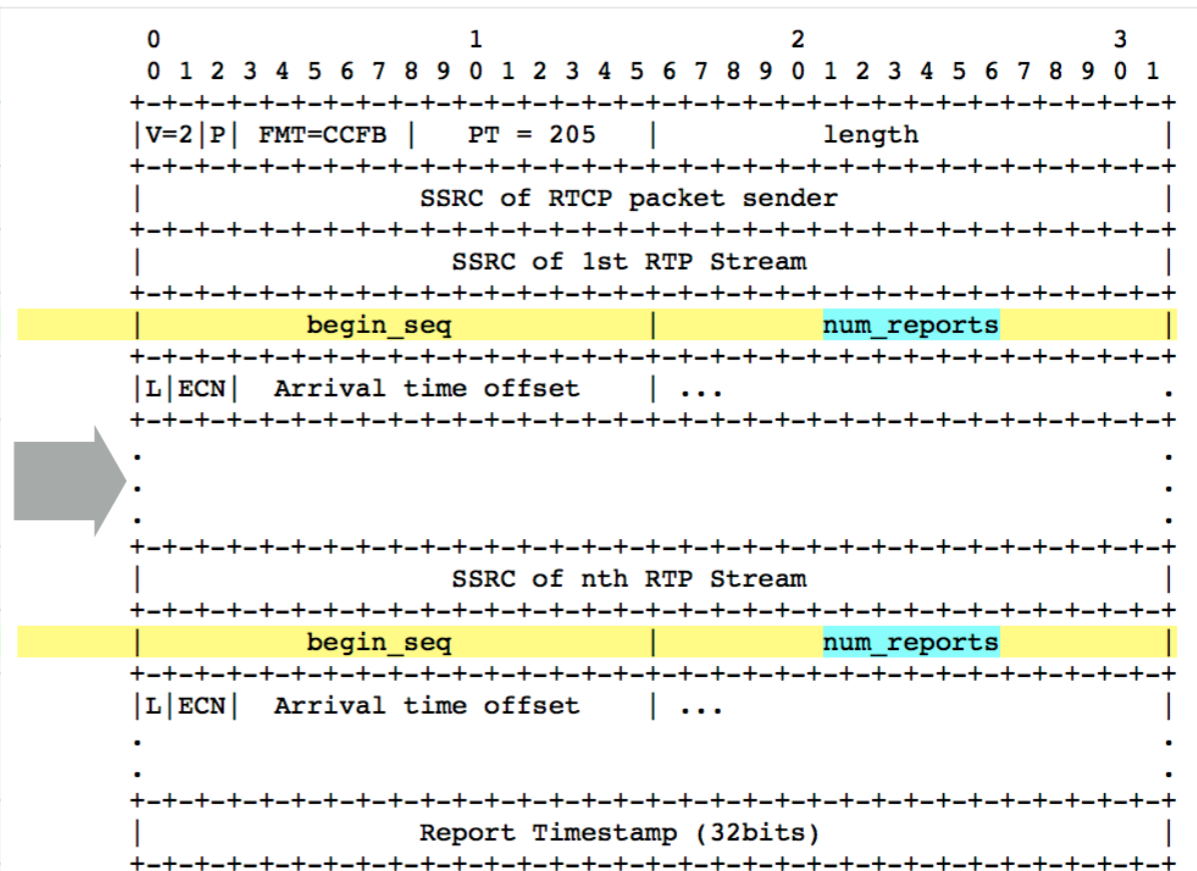 0                   1                   2                   3
 0 1 2 3 4 5 6 7 8 9 0 1 2 3 4 5 6 7 8 9 0 1 2 3 4 5 6 7 8 9 0 1
+-+-+-+-+-+-+-+-+-+-+-+-+-+-+-+-+-+-+-+-+-+-+-+-+-+-+-+-+-+-+-+-+
|V=2|P| FMT=CCFB |   PT = 205   |          length               |
+-+-+-+-+-+-+-+-+-+-+-+-+-+-+-+-+-+-+-+-+-+-+-+-+-+-+-+-+-+-+-+-+
|                 SSRC of RTCP packet sender                    |
+-+-+-+-+-+-+-+-+-+-+-+-+-+-+-+-+-+-+-+-+-+-+-+-+-+-+-+-+-+-+-+-+
|                   SSRC of 1st RTP Stream                      |
+-+-+-+-+-+-+-+-+-+-+-+-+-+-+-+-+-+-+-+-+-+-+-+-+-+-+-+-+-+-+-+-+
|          begin_seq            |          num_reports          |
+-+-+-+-+-+-+-+-+-+-+-+-+-+-+-+-+-+-+-+-+-+-+-+-+-+-+-+-+-+-+-+-+
|L|ECN|  Arrival time offset    | ...                           .
+-+-+-+-+-+-+-+-+-+-+-+-+-+-+-+-+-+-+-+-+-+-+-+-+-+-+-+-+-+-+-+-+
.                                                               .
.                                                               .
.                                                               .
+-+-+-+-+-+-+-+-+-+-+-+-+-+-+-+-+-+-+-+-+-+-+-+-+-+-+-+-+-+-+-+-+
|                   SSRC of nth RTP Stream                      |
+-+-+-+-+-+-+-+-+-+-+-+-+-+-+-+-+-+-+-+-+-+-+-+-+-+-+-+-+-+-+-+-+
|          begin_seq            |          num_reports          |
+-+-+-+-+-+-+-+-+-+-+-+-+-+-+-+-+-+-+-+-+-+-+-+-+-+-+-+-+-+-+-+-+
|L|ECN|  Arrival time offset    | ...                           |
.                                                               .
.                                                               .
+-+-+-+-+-+-+-+-+-+-+-+-+-+-+-+-+-+-+-+-+-+-+-+-+-+-+-+-+-+-+-+-+
|                 Report Timestamp (32bits)                     |
+-+-+-+-+-+-+-+-+-+-+-+-+-+-+-+-+-+-+-+-+-+-+-+-+-+-+-+-+-+-+-+-+